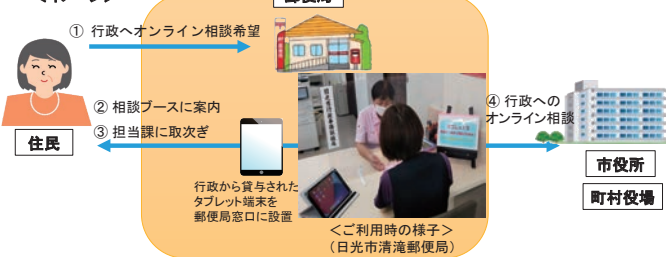 ① 行政へオンライン相談希望
② 相談ブースに案内
③ 担当課に取次ぎ
住民
行政から貸与された
タブレット端末を
郵便局窓口に設置
＜ご利用時の様子＞
（日光市清滝郵便局）
④ 行政への
オンライン相談
市役所
町村役場